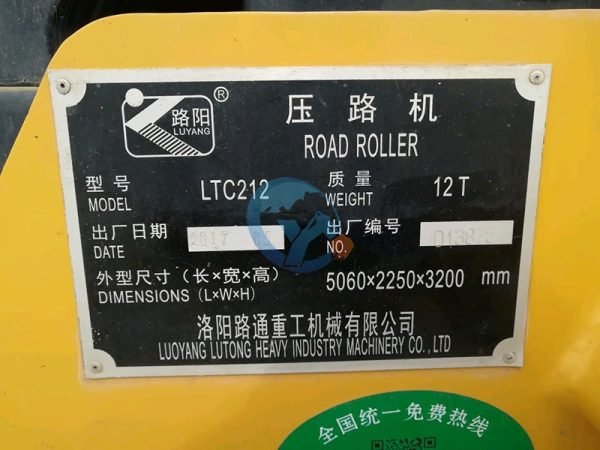 路阳 ®
LUYANG
压路机
ROAD ROLLER
型号 LTC212 质量 12 T
MODEL WEIGHT
出厂日期 2017 出厂编号
DATE NO.
外型尺寸(长×宽×高) 5060×2250×3200 mm
DIMENSIONS (L×W×H)
洛阳路通重工机械有限公司
LUOYANG LUTONG HEAVY INDUSTRY MACHINERY CO., LTD
全国统一免费热线